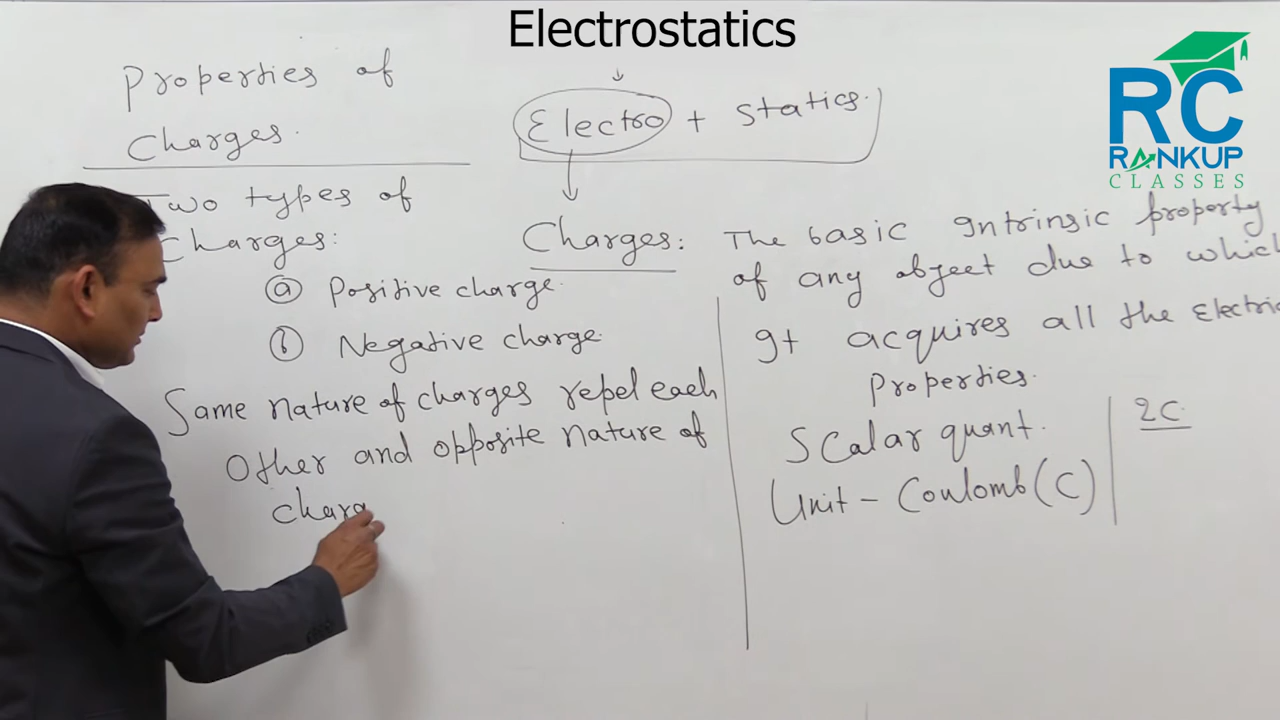 Electrostatics
RC
RANKUP
CLASSES
Properties of
Charges.
Two types of
Charges:
(a) Positive charge.
(b) Negative charge.
Same nature of charges repel each
Other and opposite nature of
charg
Electro + Statics.
Charges: The basic Intrinsic property
of any object due to which
It acquires all the Electric
Properties.
Scalar quant.
Unit - Coulomb (C)
2C.